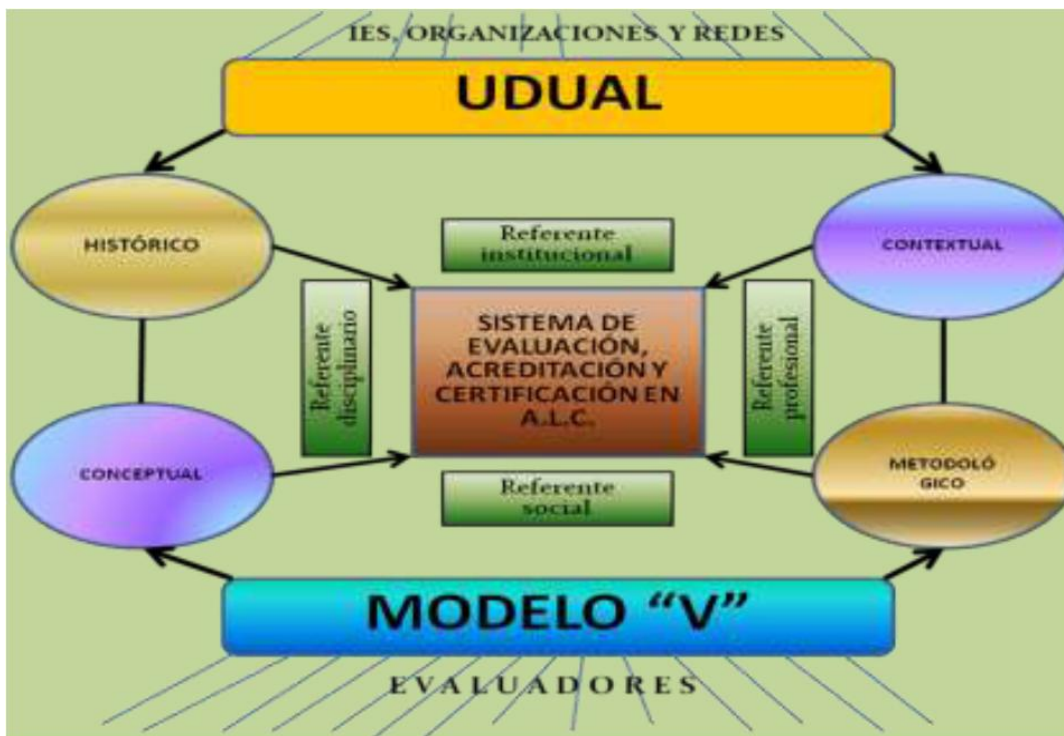 IES, ORGANIZACIONES Y REDES
UDUAL
HISTÓRICO
CONTEXTUAL
Referente
institucional
Referente
disciplinario
SISTEMA DE
EVALUACIÓN,
ACREDITACIÓN Y
CERTIFICACIÓN EN
A.L.C.
Referente
profesional
CONCEPTUAL
METODOLÓ
GICO
Referente
social
MODELO “V”
EVALUADORES